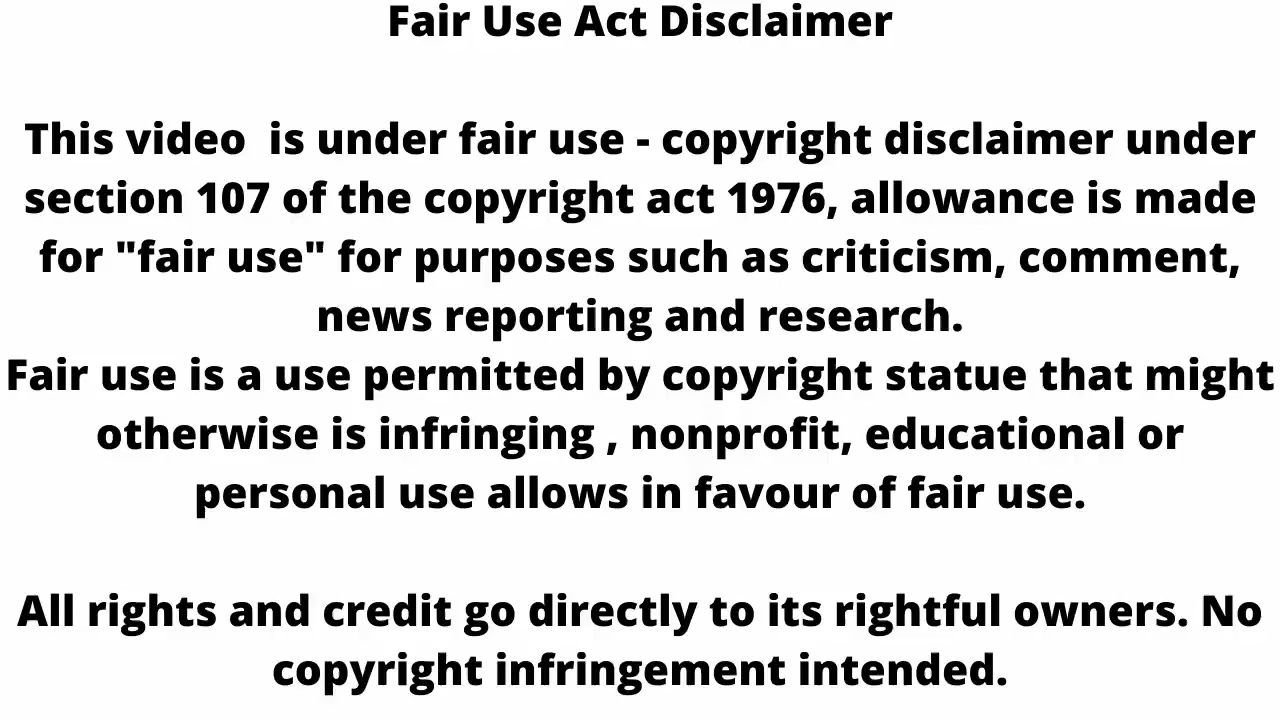 Fair Use Act Disclaimer
This video  is under fair use - copyright disclaimer under
section 107 of the copyright act 1976, allowance is made
for "fair use" for purposes such as criticism, comment,
news reporting and research.
Fair use is a use permitted by copyright statue that might
otherwise is infringing , nonprofit, educational or
personal use allows in favour of fair use.
All rights and credit go directly to its rightful owners. No
copyright infringement intended.